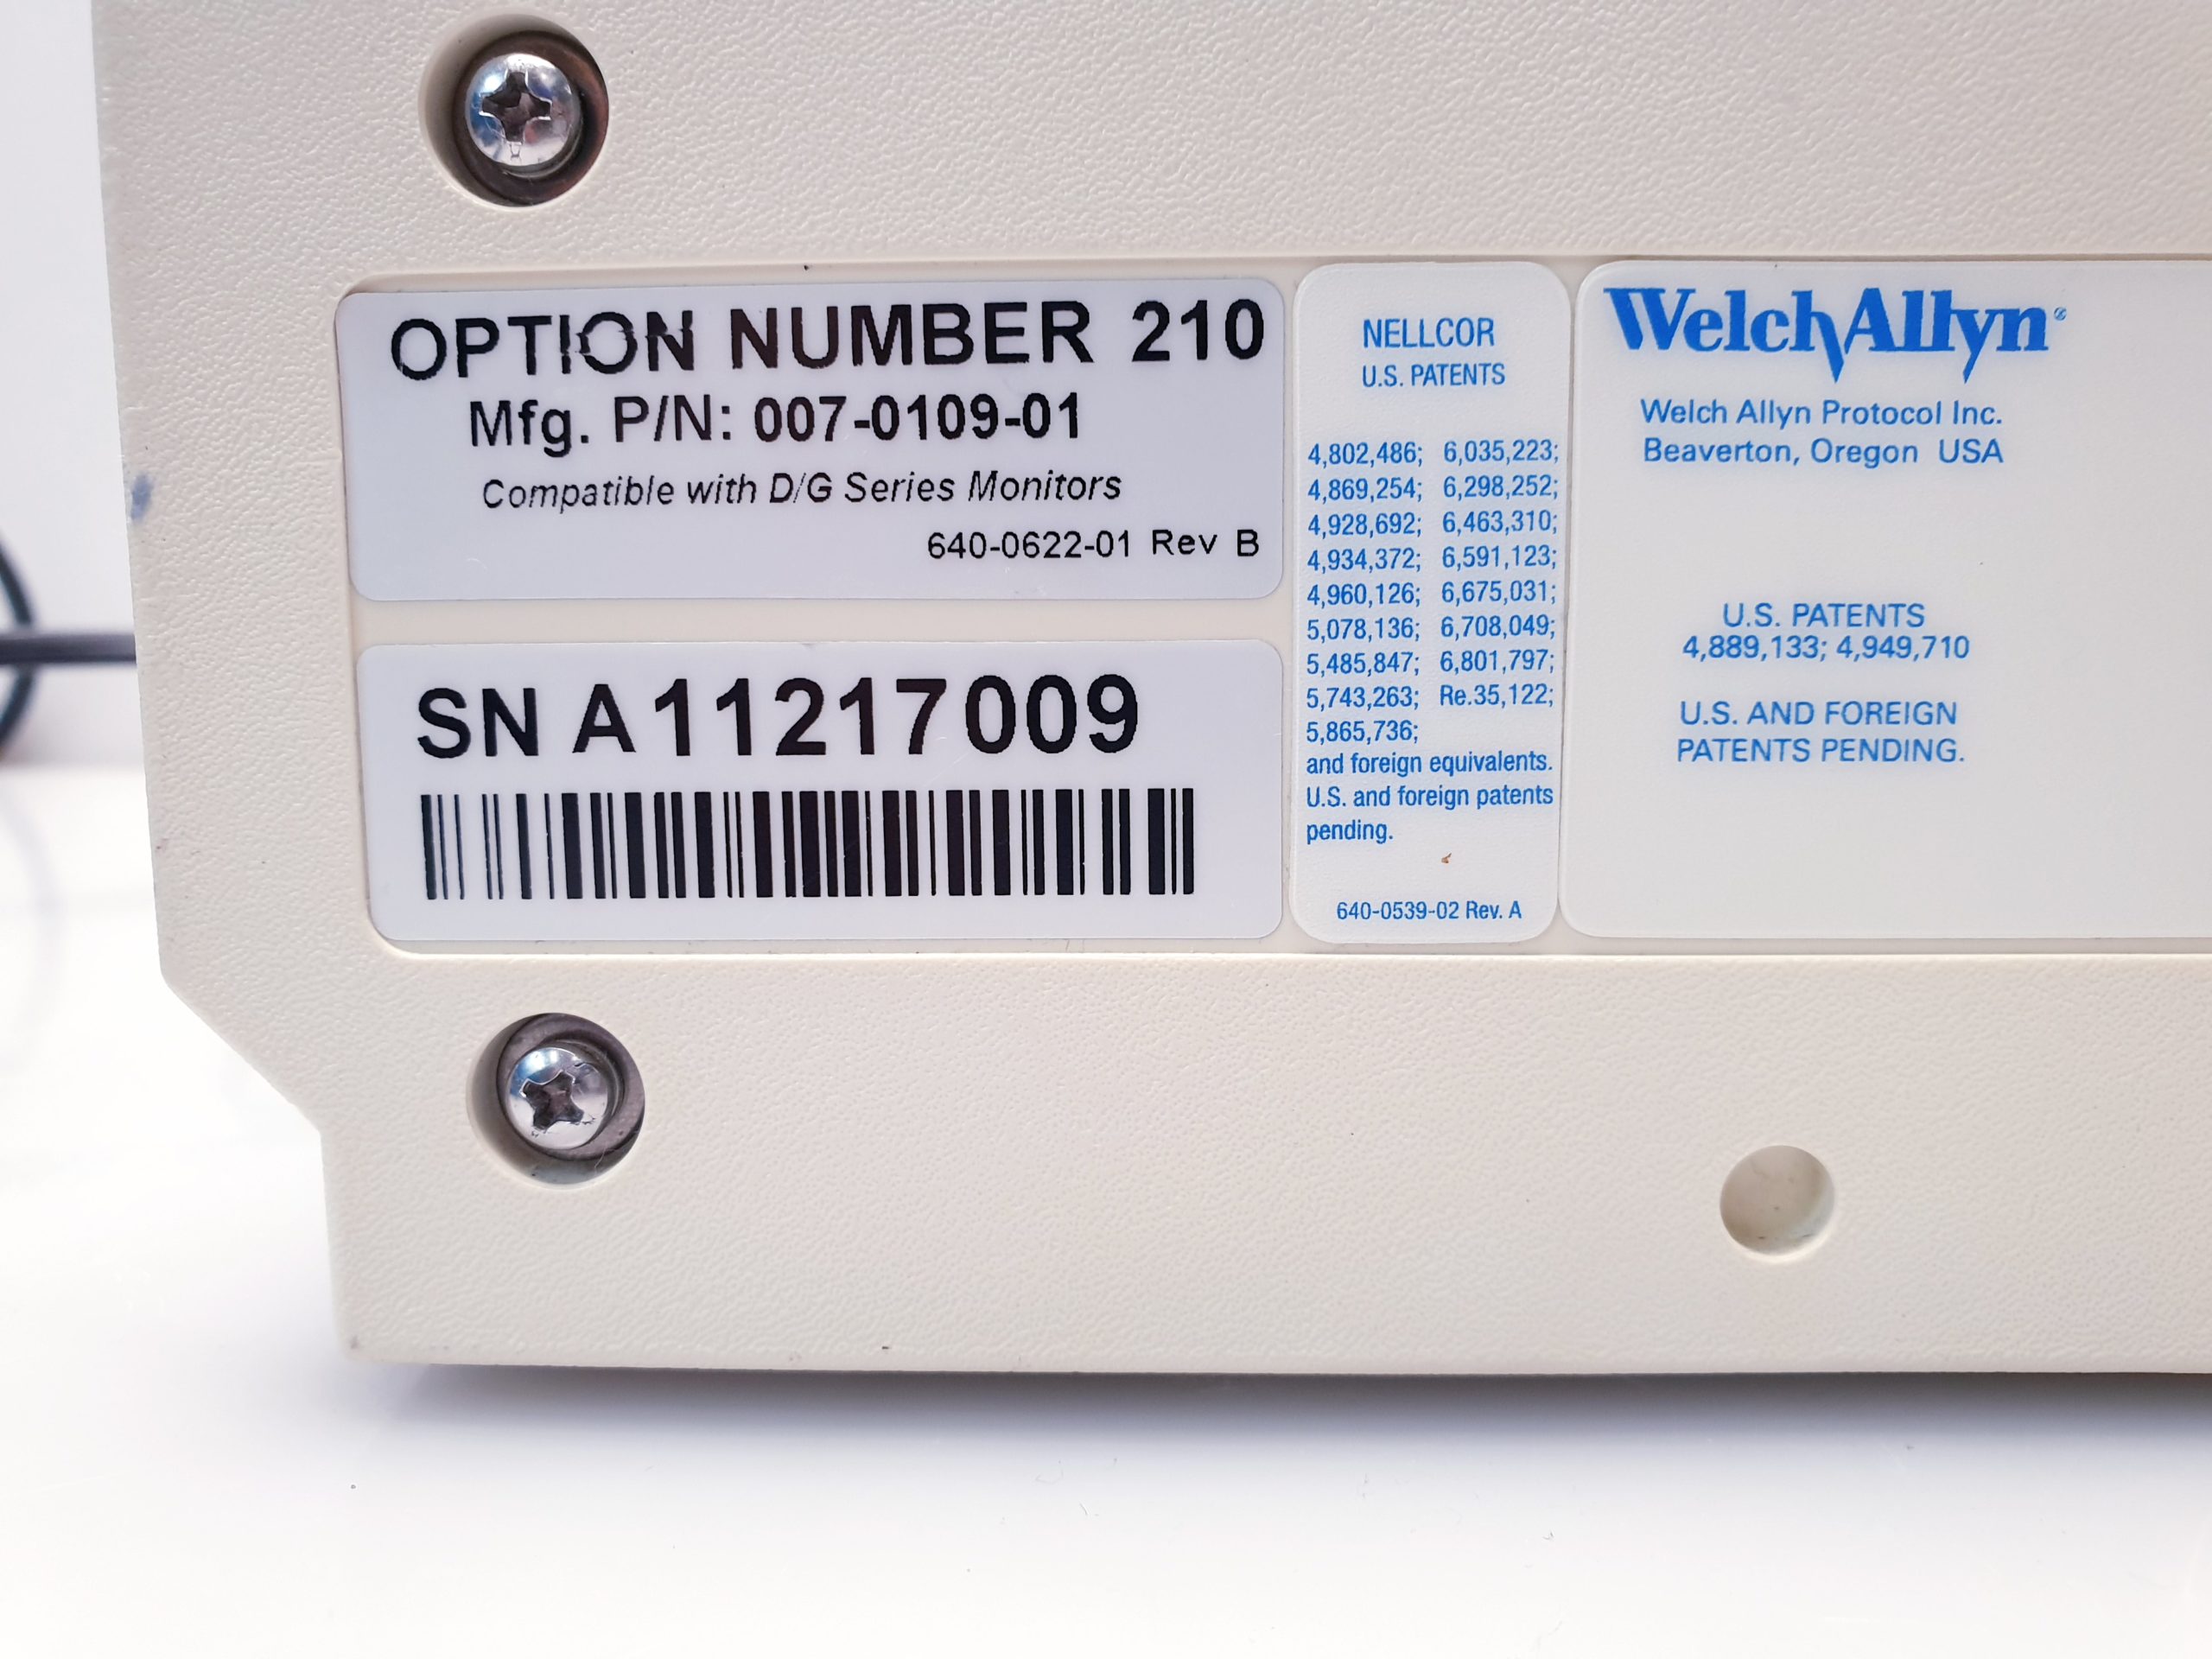 OPTION NUMBER 210
Mfg. P/N: 007-0109-01
Compatible with D/G Series Monitors
640-0622-01 Rev B
SN A11217009
NELLCOR
U.S. PATENTS
4,802,486; 6,035,223;
4,869,254; 6,298,252;
4,928,692; 6,463,310;
4,934,372; 6,591,123;
4,960,126; 6,675,031;
5,078,136; 6,708,049;
5,485,847; 6,801,797;
5,743,263; Re.35,122;
5,865,736;
and foreign equivalents.
U.S. and foreign patents
pending.
640-0539-02 Rev. A
WelchAllyn®
Welch Allyn Protocol Inc.
Beaverton, Oregon USA
U.S. PATENTS
4,889,133; 4,949,710
U.S. AND FOREIGN
PATENTS PENDING.